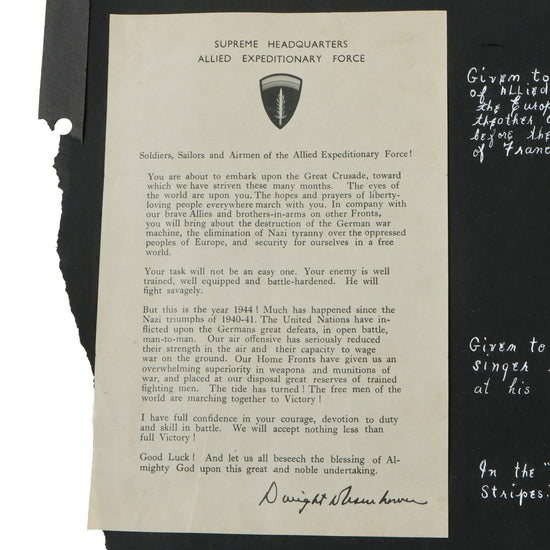 SUPREME HEADQUARTERS
ALLIED EXPEDITIONARY FORCE
Soldiers, Sailors and Airmen of the Allied Expeditionary Force!
You are about to embark upon the Great Crusade, toward
which we have striven these many months. The eyes of
the world are upon you. The hopes and prayers of liberty-
loving people everywhere march with you. In company with
our brave Allies and brothers-in-arms on other Fronts,
you will bring about the destruction of the German war
machine, the elimination of Nazi tyranny over the oppressed
peoples of Europe, and security for ourselves in a free
world.
Your task will not be an easy one. Your enemy is well
trained, well equipped and battle-hardened. He will
fight savagely.
But this is the year 1944! Much has happened since the
Nazi triumphs of 1940-41. The United Nations have in-
flicted upon the Germans great defeats, in open battle,
man-to-man. Our air offensive has seriously reduced
their strength in the air and their capacity to wage
war on the ground. Our Home Fronts have given us an
overwhelming superiority in weapons and munitions of
war, and placed at our disposal great reserves of trained
fighting men. The tide has turned! The free men of the
world are marching together to Victory!
I have full confidence in your courage, devotion to duty
and skill in battle. We will accept nothing less than
full Victory!
Good Luck! And let us all beseech the blessing of Al-
mighty God upon this great and noble undertaking.
Dwight D Eisenhower
Given to
of Allied
the Europ
before the
of Franc
Given to
singer
at his
In the "
Stripes.